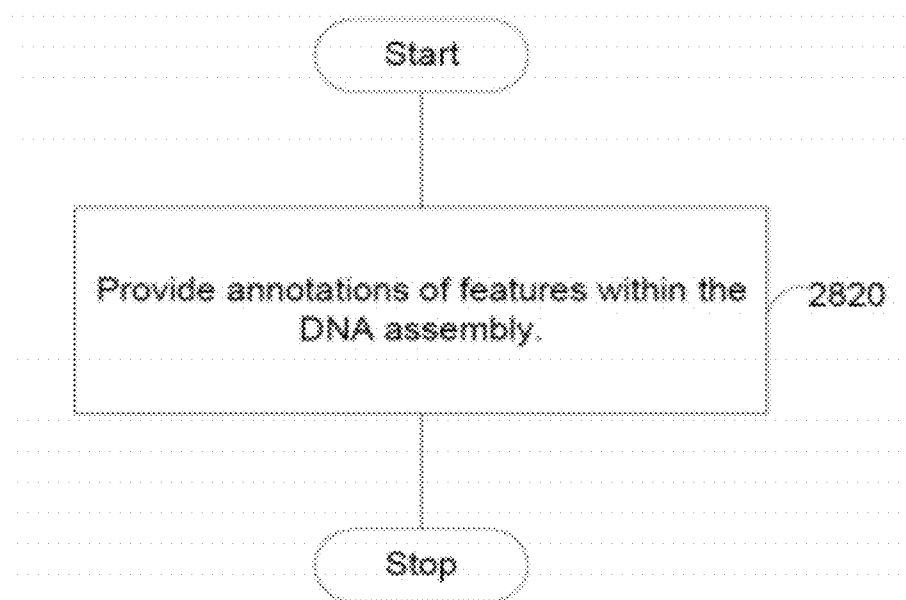 Start
Provide annotations of features within the
DNA assembly.
2820
Stop